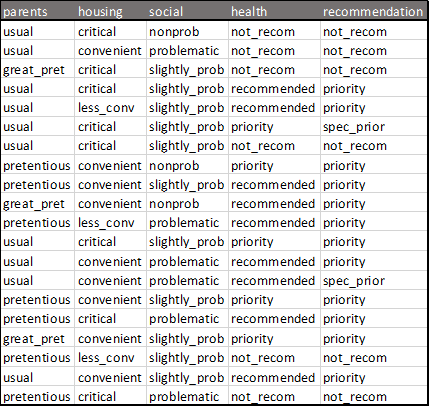 parents housing social health recommendation
usual critical nonprob not_recom not_recom
usual convenient problematic not_recom not_recom
great_pret critical slightly_prob not_recom not_recom
usual critical slightly_prob recommended priority
usual less_conv slightly_prob recommended priority
usual critical slightly_prob priority spec_prior
usual critical slightly_prob not_recom not_recom
pretentious convenient nonprob priority priority
pretentious convenient slightly_prob recommended priority
great_pret convenient nonprob recommended priority
pretentious less_conv problematic recommended priority
usual critical slightly_prob priority priority
usual convenient problematic recommended priority
usual convenient problematic recommended spec_prior
pretentious convenient slightly_prob priority priority
pretentious critical problematic recommended priority
great_pret convenient slightly_prob priority priority
pretentious less_conv slightly_prob not_recom not_recom
usual convenient slightly_prob recommended priority
pretentious critical problematic not_recom not_recom